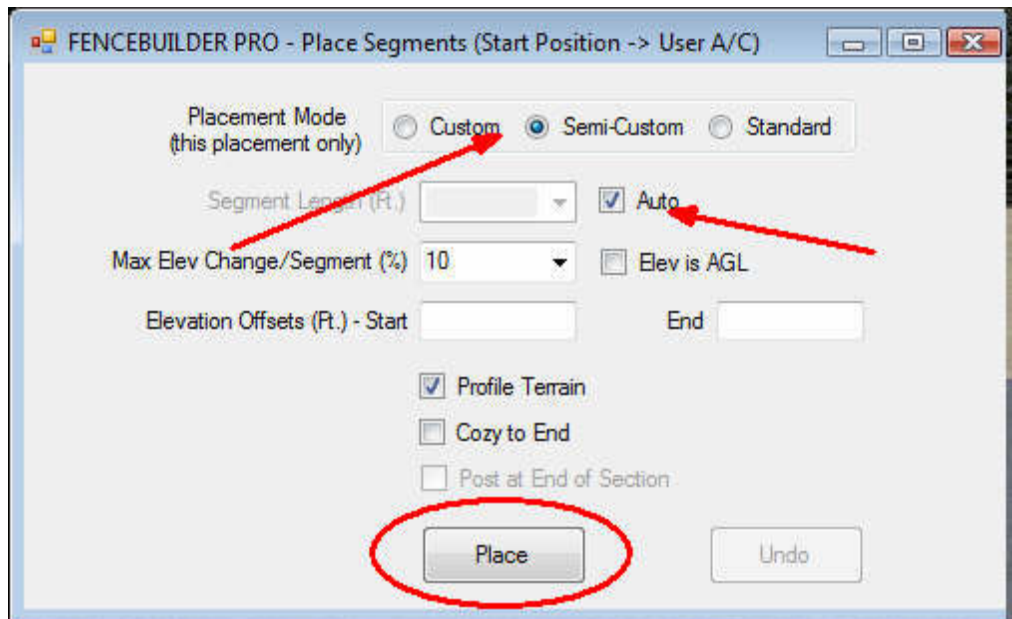 FENCEBUILDER PRO - Place Segments (Start Position -> User A/C)
Placement Mode
(this placement only)
Custom Semi-Custom Standard
Segment Length (Ft.) Auto
Max Elev Change/Segment (%) 10 Elev is AGL
Elevation Offsets (Ft.) - Start End
Profile Terrain
Cozy to End
Post at End of Section
Place Undo